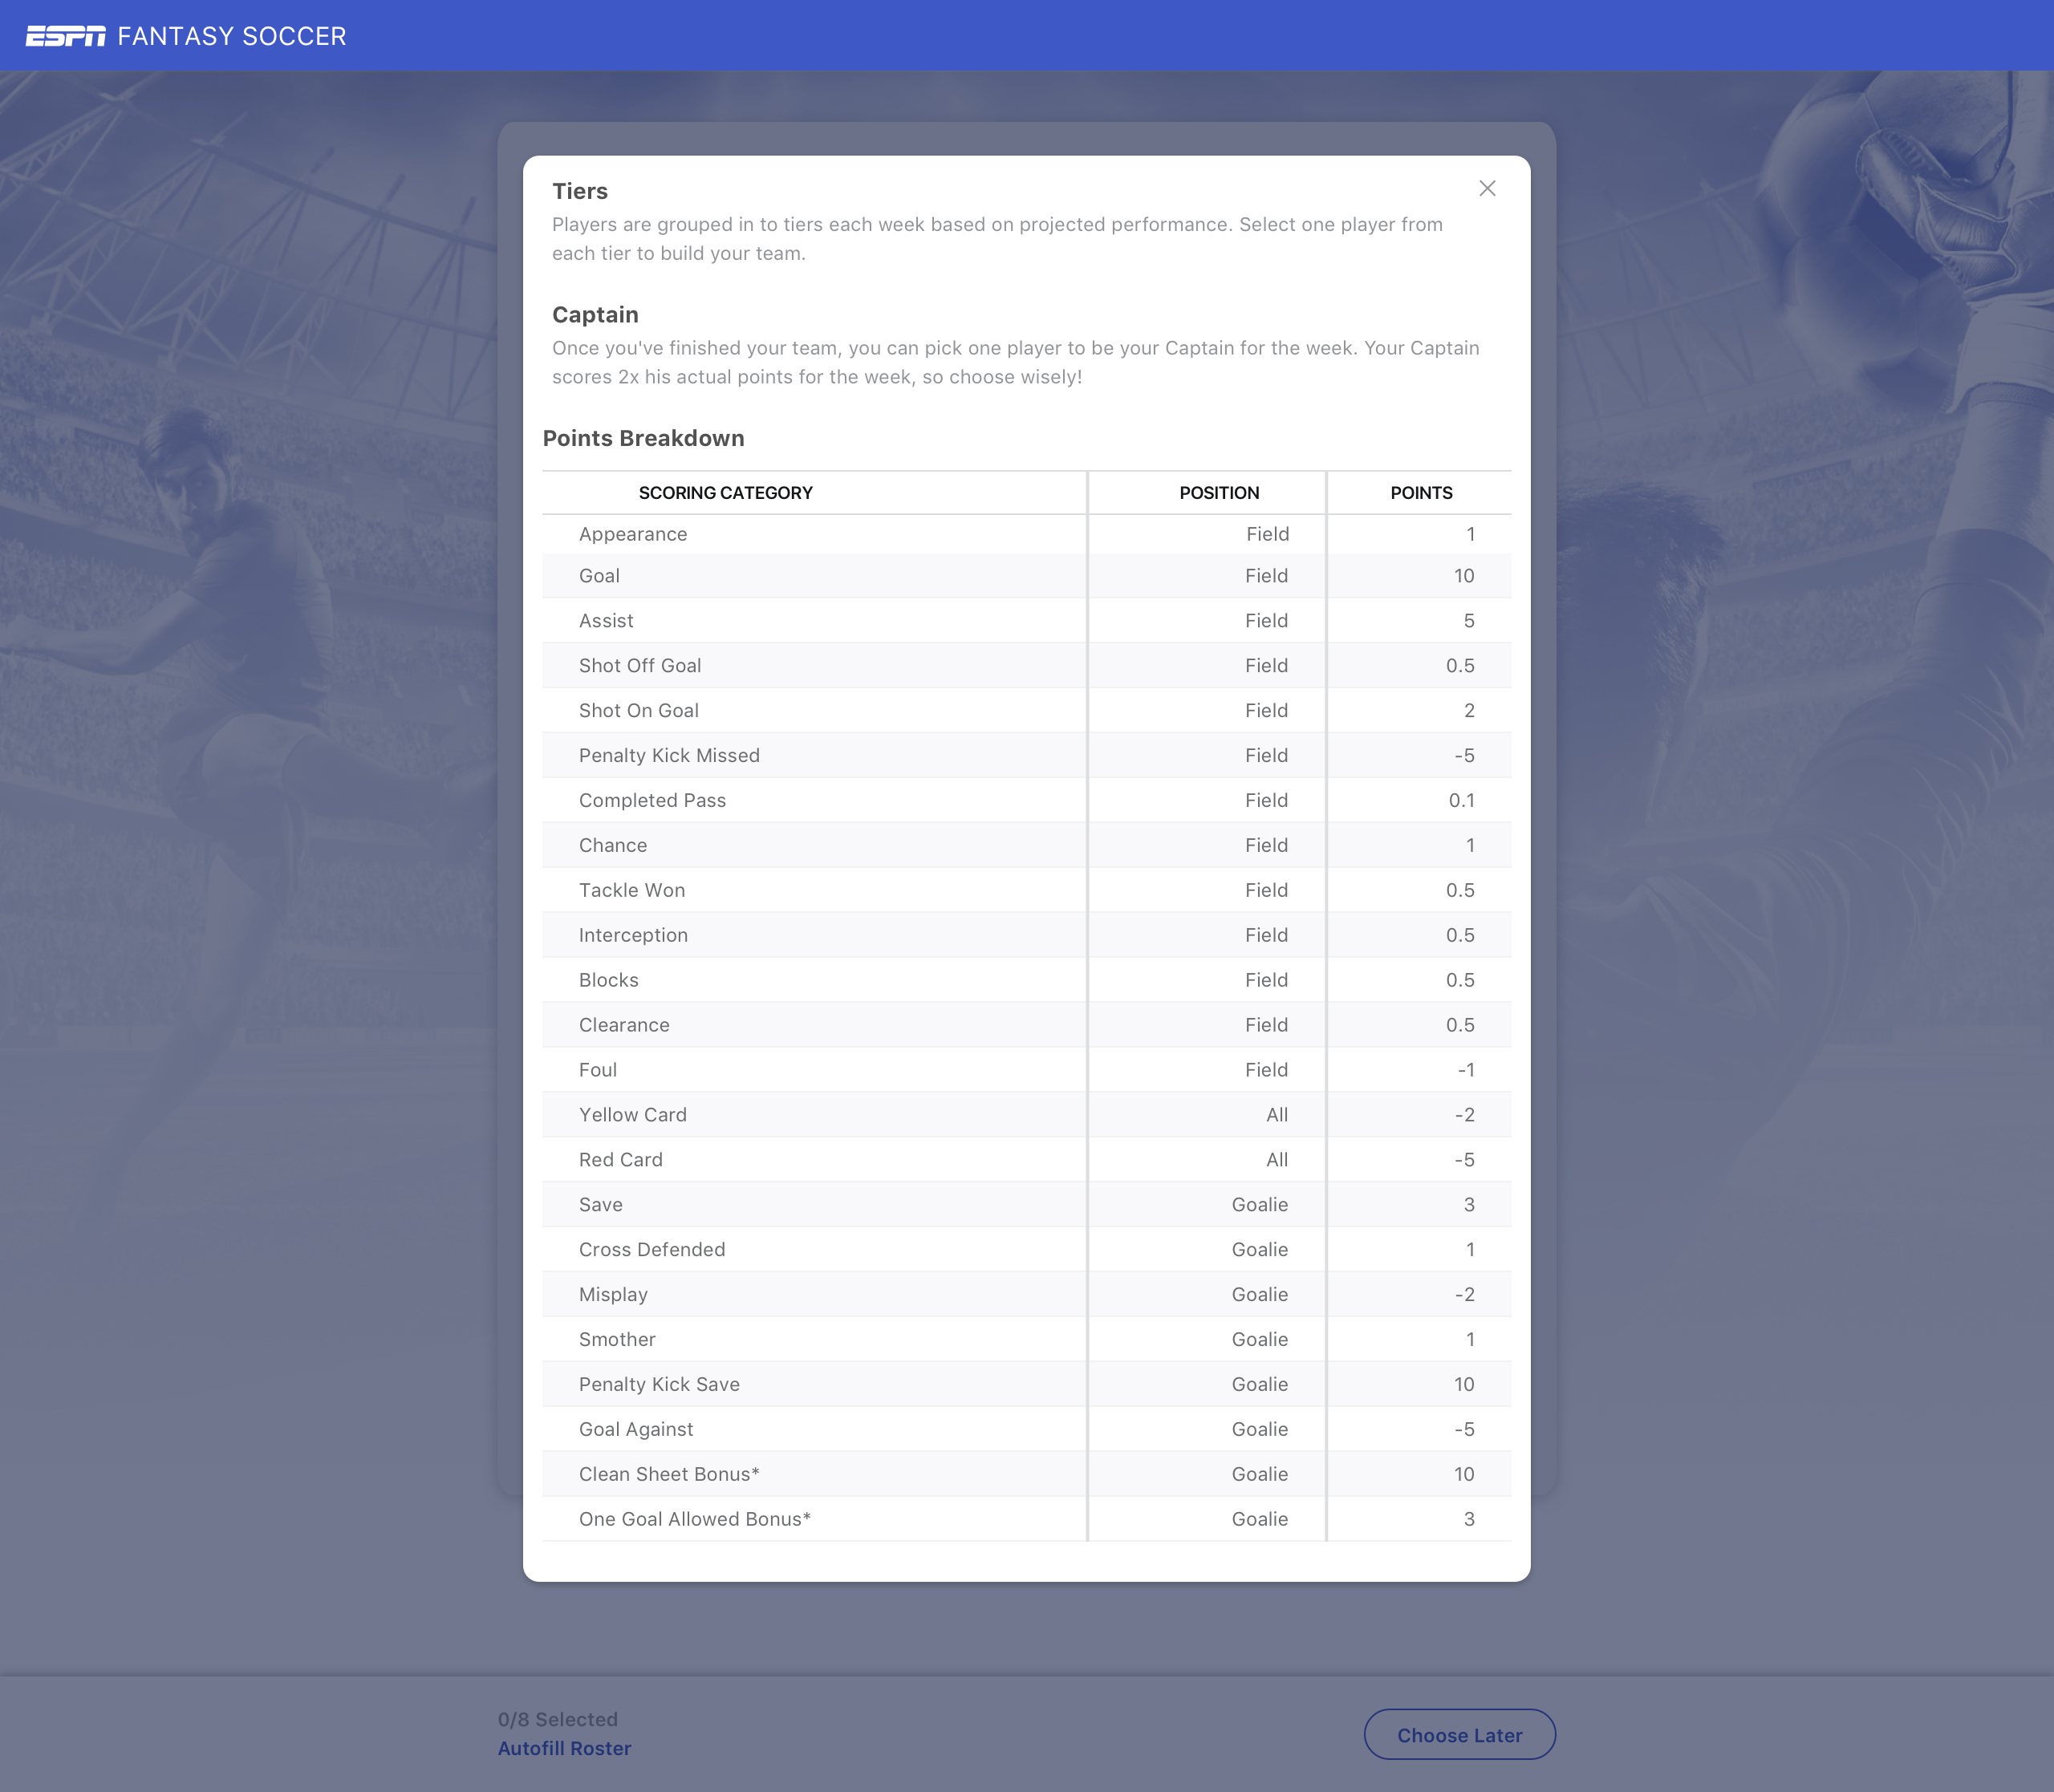 ESPN FANTASY SOCCER
Tiers
Players are grouped in to tiers each week based on projected performance. Select one player from
each tier to build your team.
Captain
Once you've finished your team, you can pick one player to be your Captain for the week. Your Captain
scores 2x his actual points for the week, so choose wisely!
Points Breakdown
SCORING CATEGORY POSITION POINTS
Appearance Field 1
Goal Field 10
Assist Field 5
Shot Off Goal Field 0.5
Shot On Goal Field 2
Penalty Kick Missed Field -5
Completed Pass Field 0.1
Chance Field 1
Tackle Won Field 0.5
Interception Field 0.5
Blocks Field 0.5
Clearance Field 0.5
Foul Field -1
Yellow Card All -2
Red Card All -5
Save Goalie 3
Cross Defended Goalie 1
Misplay Goalie -2
Smother Goalie 1
Penalty Kick Save Goalie 10
Goal Against Goalie -5
Clean Sheet Bonus* Goalie 10
One Goal Allowed Bonus* Goalie 3
0/8 Selected
Autofill Roster
Choose Later